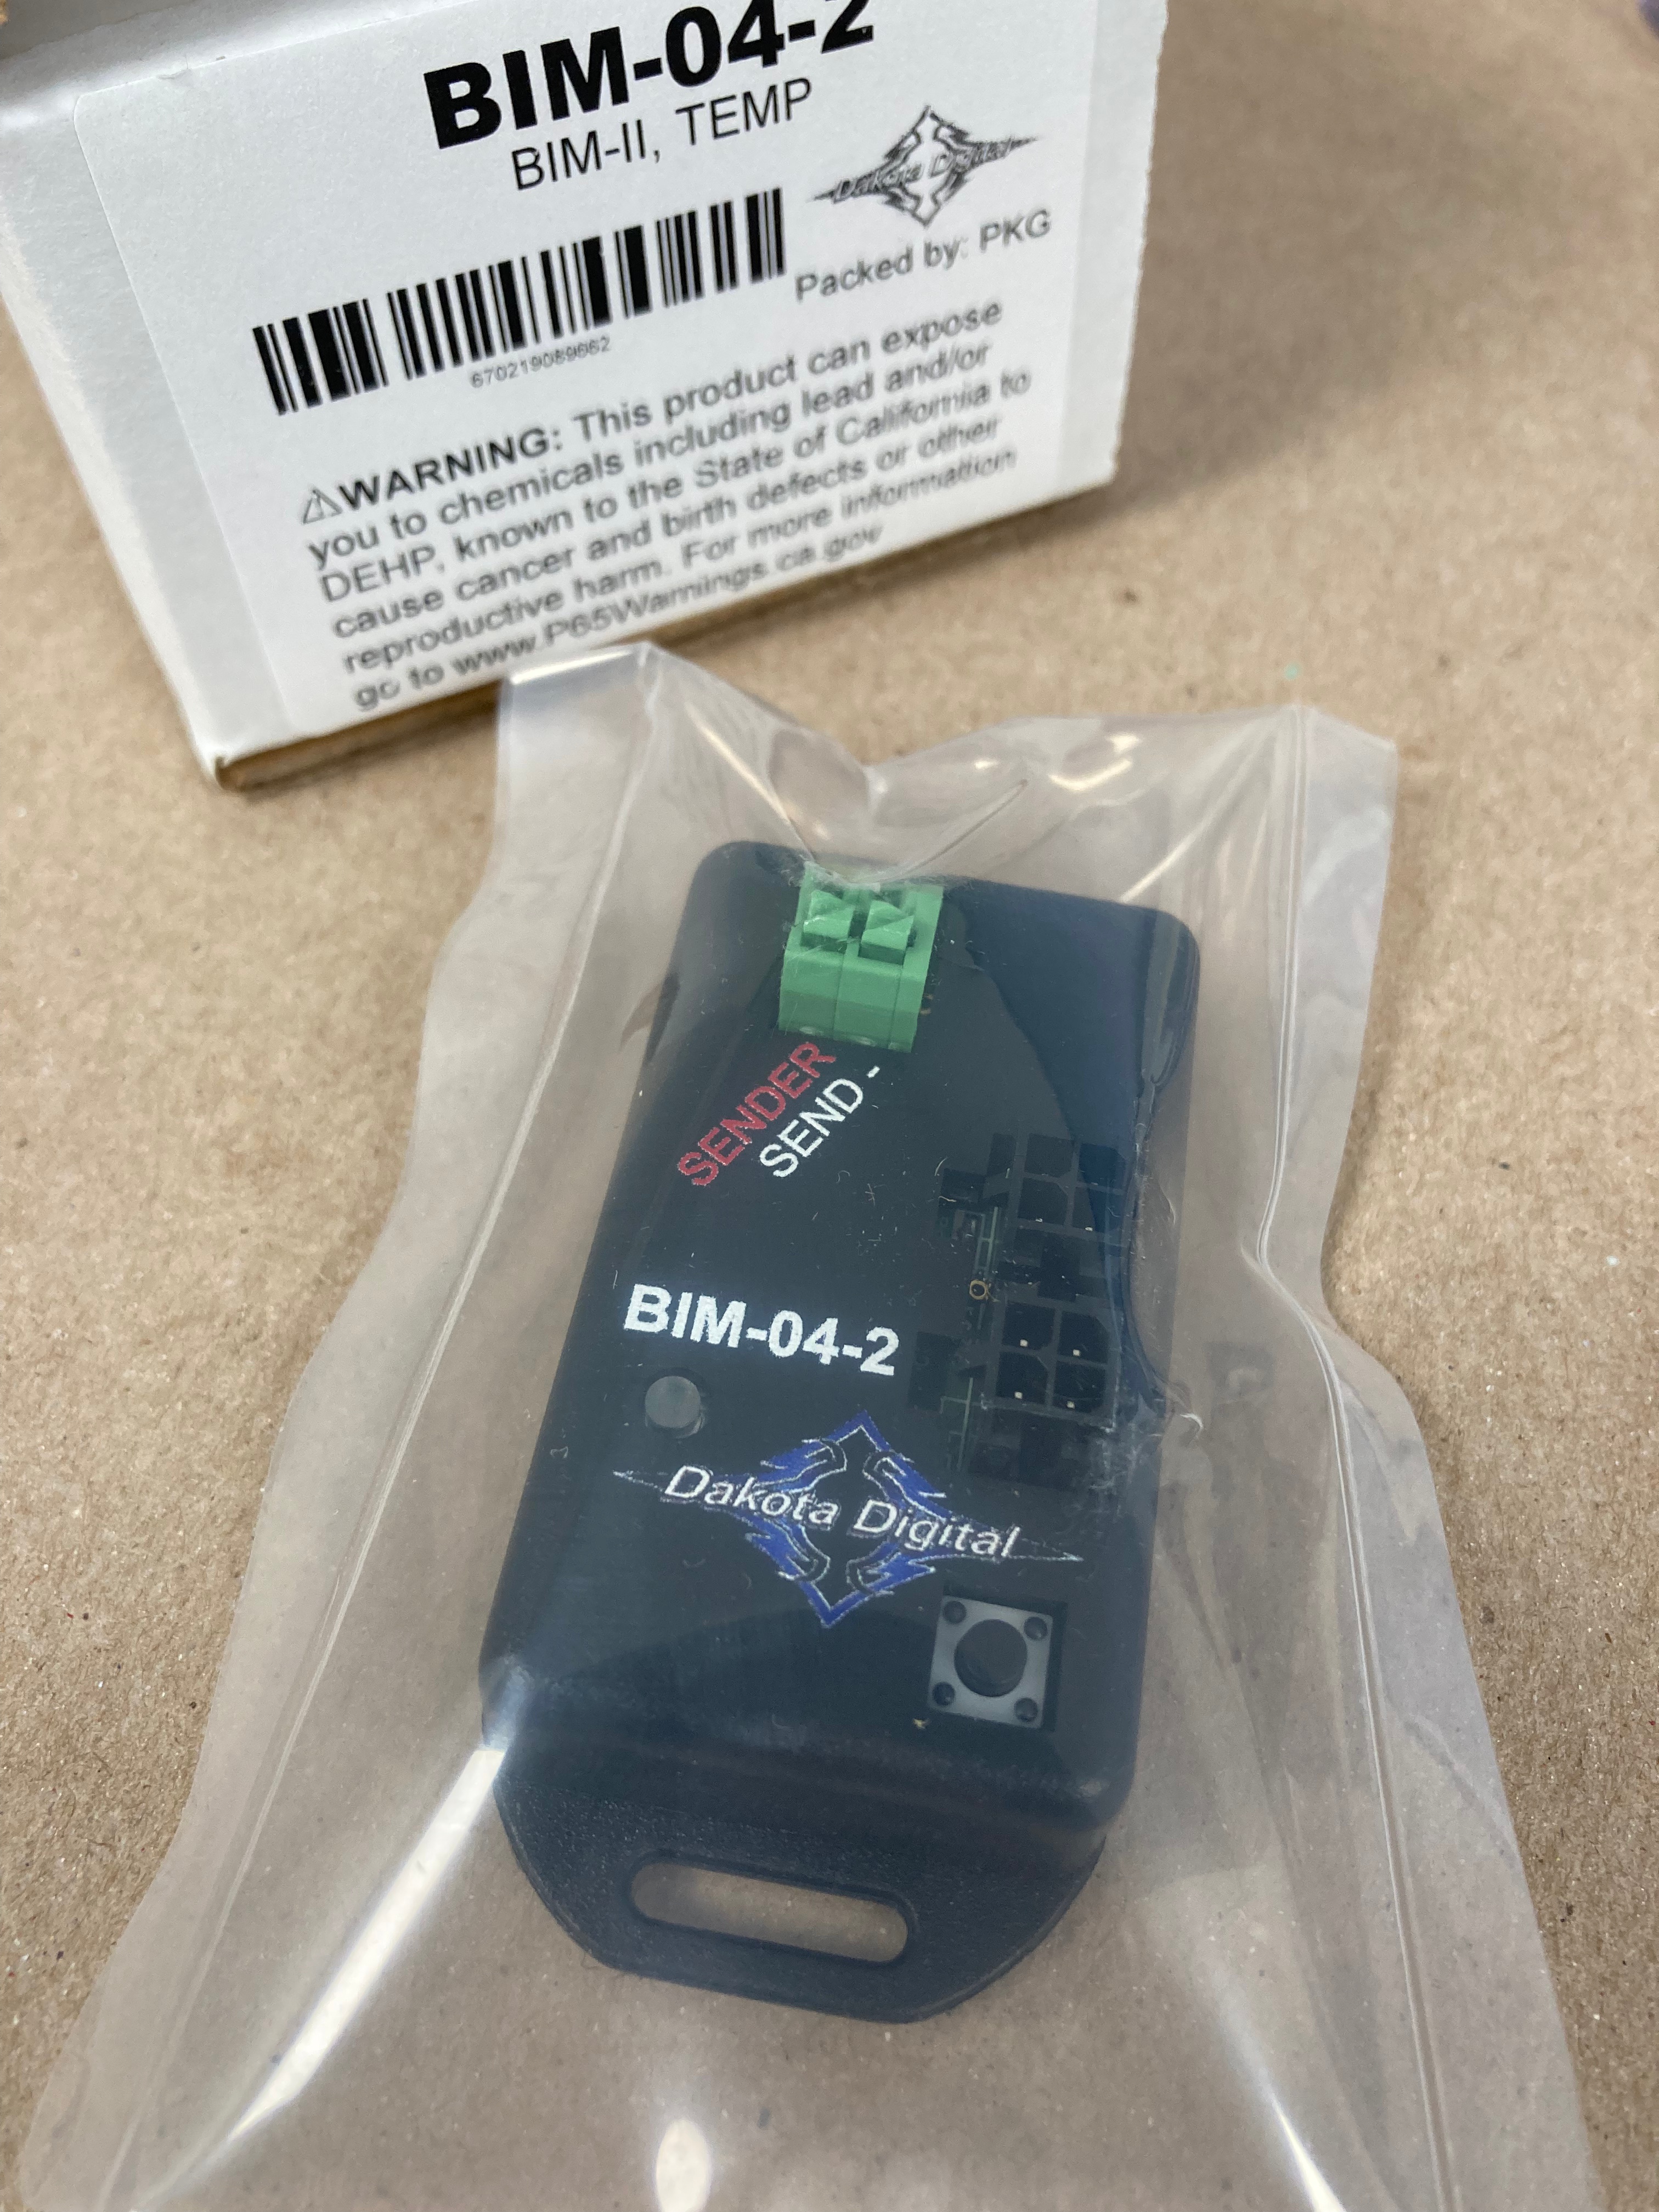 BIM-04-2
BIM-II, TEMP
Dakota Digital
Packed by: PKG
670219089662
⚠WARNING: This product can expose
you to chemicals including lead and/or
DEHP, known to the State of California to
cause cancer and birth defects or other
reproductive harm. For more information
go to www.P65Warnings.ca.gov
SENDER
SEND -
BIM-04-2
Dakota Digital